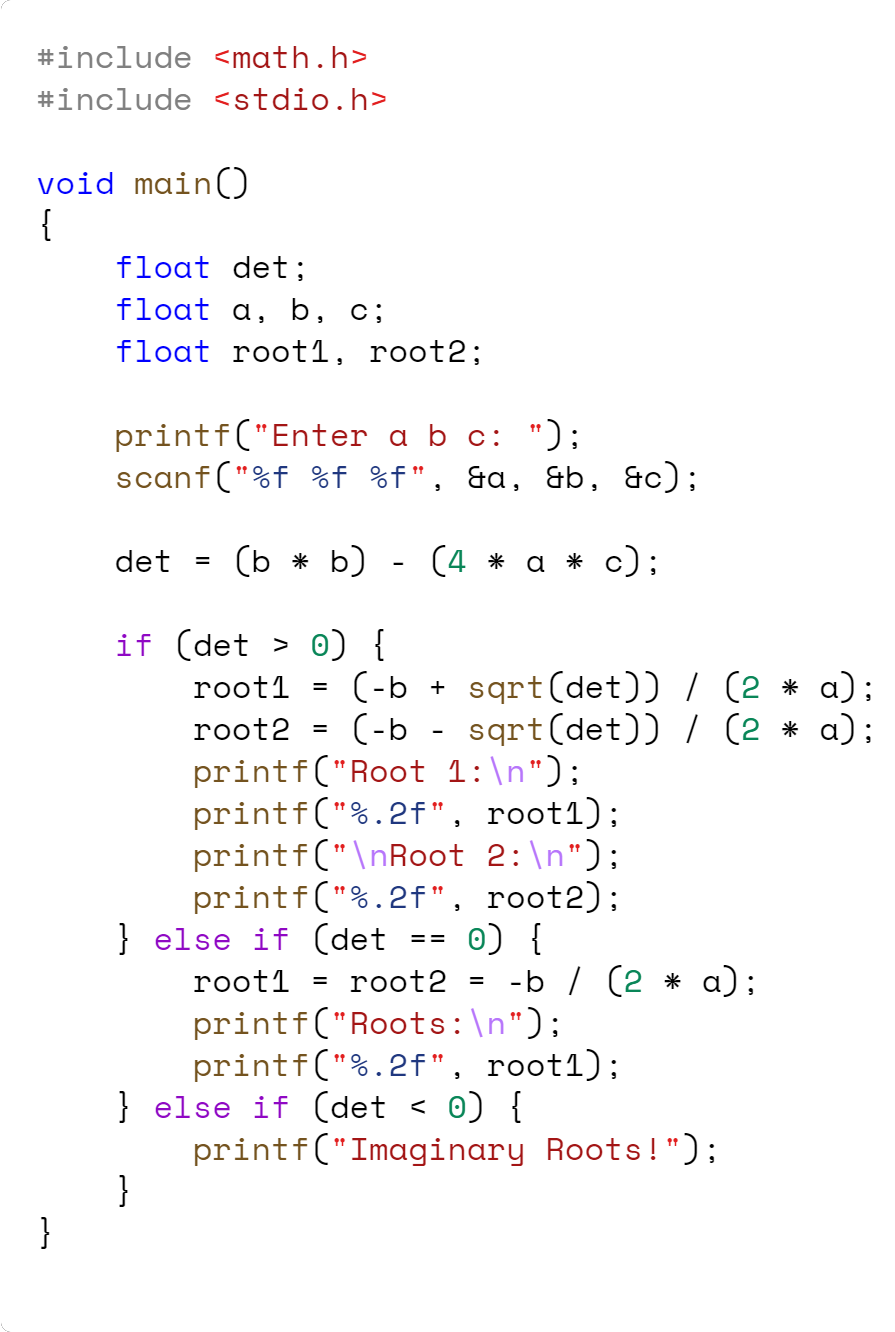 #include <math.h>
#include <stdio.h>

void main()
{
    float det;
    float a, b, c;
    float root1, root2;

    printf("Enter a b c: ");
    scanf("%f %f %f", &a, &b, &c);

    det = (b * b) - (4 * a * c);

    if (det > 0) {
        root1 = (-b + sqrt(det)) / (2 * a);
        root2 = (-b - sqrt(det)) / (2 * a);
        printf("Root 1:\n");
        printf("%.2f", root1);
        printf("\nRoot 2:\n");
        printf("%.2f", root2);
    } else if (det == 0) {
        root1 = root2 = -b / (2 * a);
        printf("Roots:\n");
        printf("%.2f", root1);
    } else if (det < 0) {
        printf("Imaginary Roots!");
    }
}